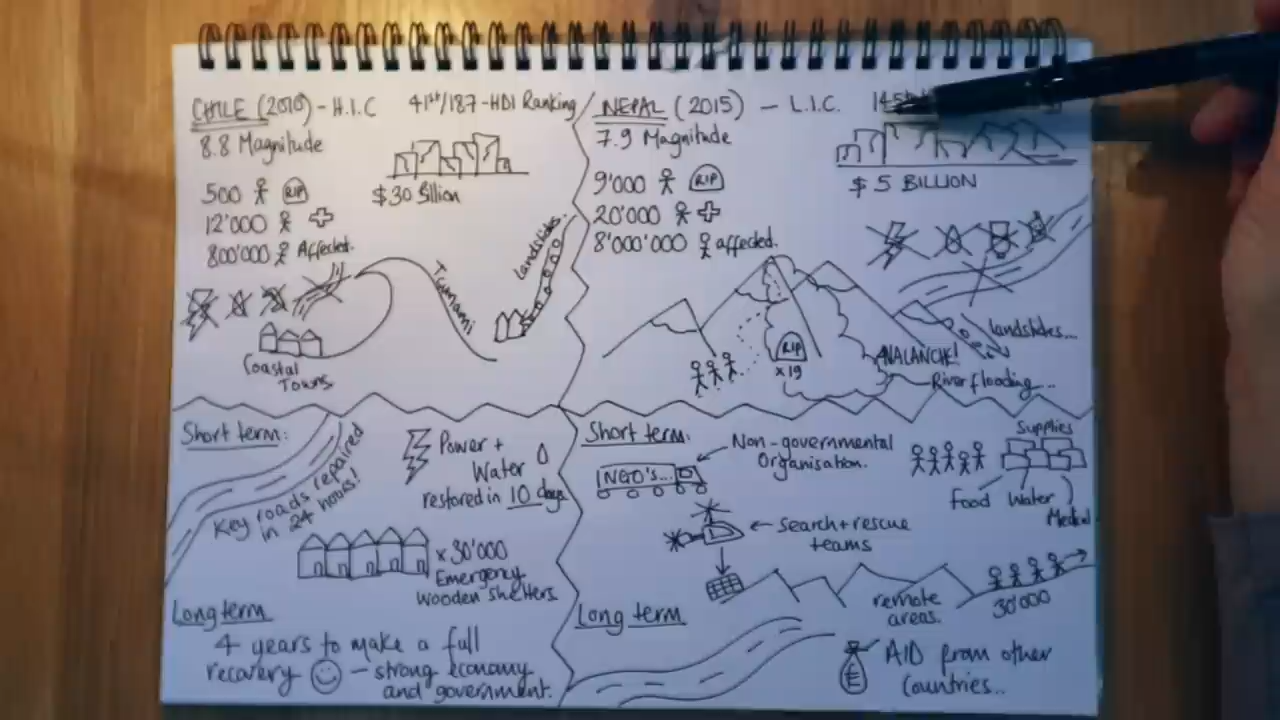 CHILE (2010) - H.I.C
41st/187 - HDI Ranking
8.8 Magnitude
500 RIP
$30 Billion
12'000
800'000 Affected.
Tsunami
landslides.
Coastal
Towns.
NEPAL (2015) - L.I.C.
7.9 Magnitude
9'000 RIP
$5 BILLION
20'000
8'000'000 affected.
landslides...
RIP
x19
AVALANCHE!
River flooding...
Short term:
Key roads repaired
in 24 hours!
Power +
Water
restored in 10 days
x 30'000
Emergency
wooden shelters
Long term
4 years to make a full
recovery - strong economy
and government.
Short term:
NGO's...
Non-governmental
Organisation.
Supplies
Food Water Medical
Search + rescue
teams
remote
areas.
30'000
Long term
AID from other
Countries...